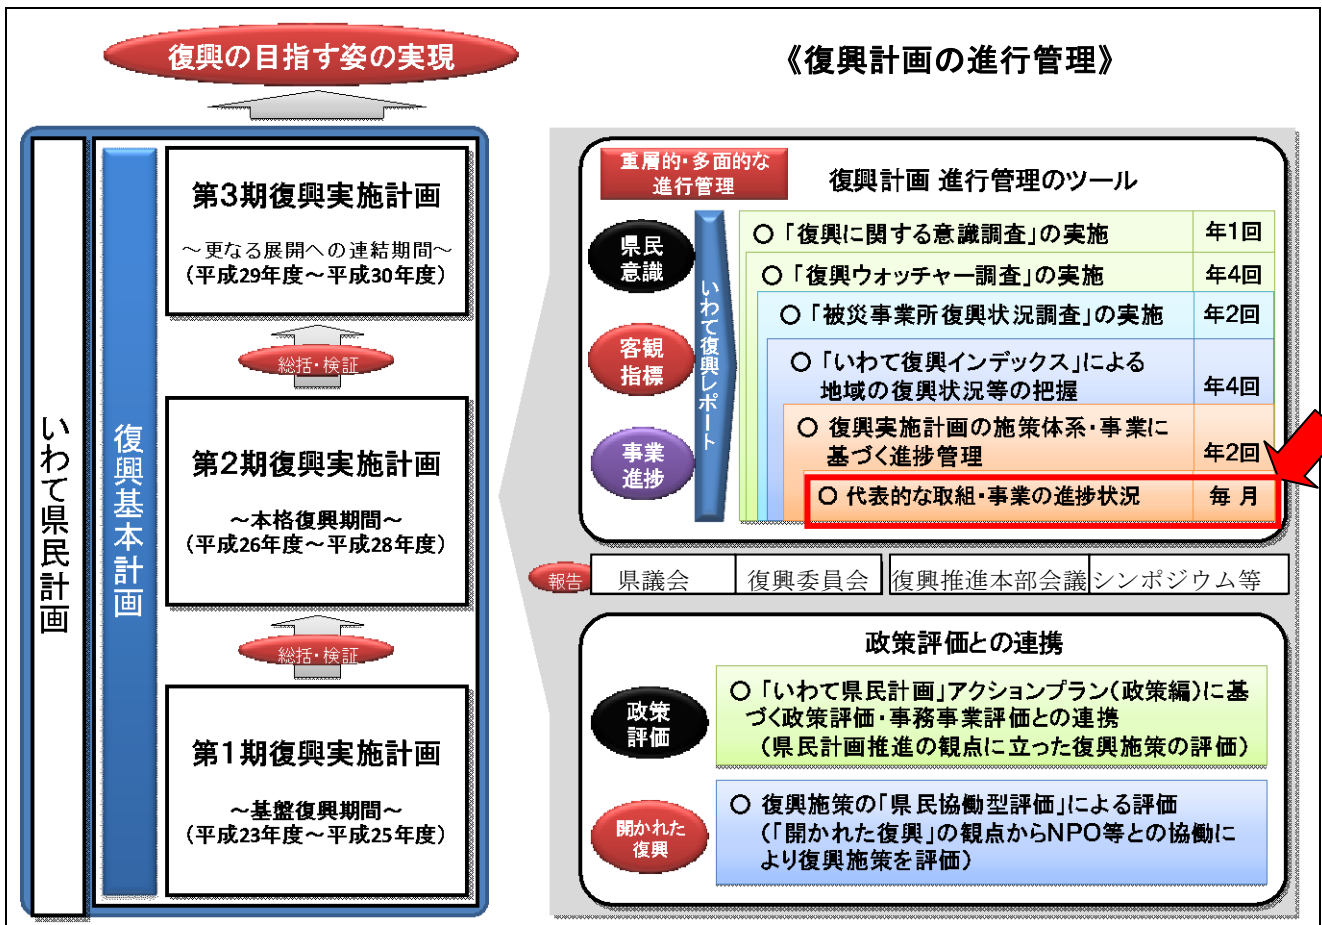 復興の目指す姿の実現
《復興計画の進行管理》
いわて県民計画
復興基本計画
第3期復興実施計画
～更なる展開への連結期間～
（平成29年度～平成30年度）
総括・検証
第2期復興実施計画
～本格復興期間～
（平成26年度～平成28年度）
総括・検証
第1期復興実施計画
～基盤復興期間～
（平成23年度～平成25年度）
重層的・多面的な
進行管理
復興計画 進行管理のツール
県民
意識
客観
指標
事業
進捗
いわて復興レポート
○「復興に関する意識調査」の実施 年1回
○「復興ウォッチャー調査」の実施 年4回
○「被災事業所復興状況調査」の実施 年2回
○「いわて復興インデックス」による
地域の復興状況等の把握 年4回
○ 復興実施計画の施策体系・事業に
基づく進捗管理 年2回
○ 代表的な取組・事業の進捗状況 毎 月
報告 県議会 復興委員会 復興推進本部会議 シンポジウム等
政策評価との連携
政策
評価
○「いわて県民計画」アクションプラン（政策編）に基
づく政策評価・事務事業評価との連携
（県民計画推進の観点に立った復興施策の評価）
開かれた
復興
○ 復興施策の「県民協働型評価」による評価
（「開かれた復興」の観点からNPO等との協働に
より復興施策を評価）